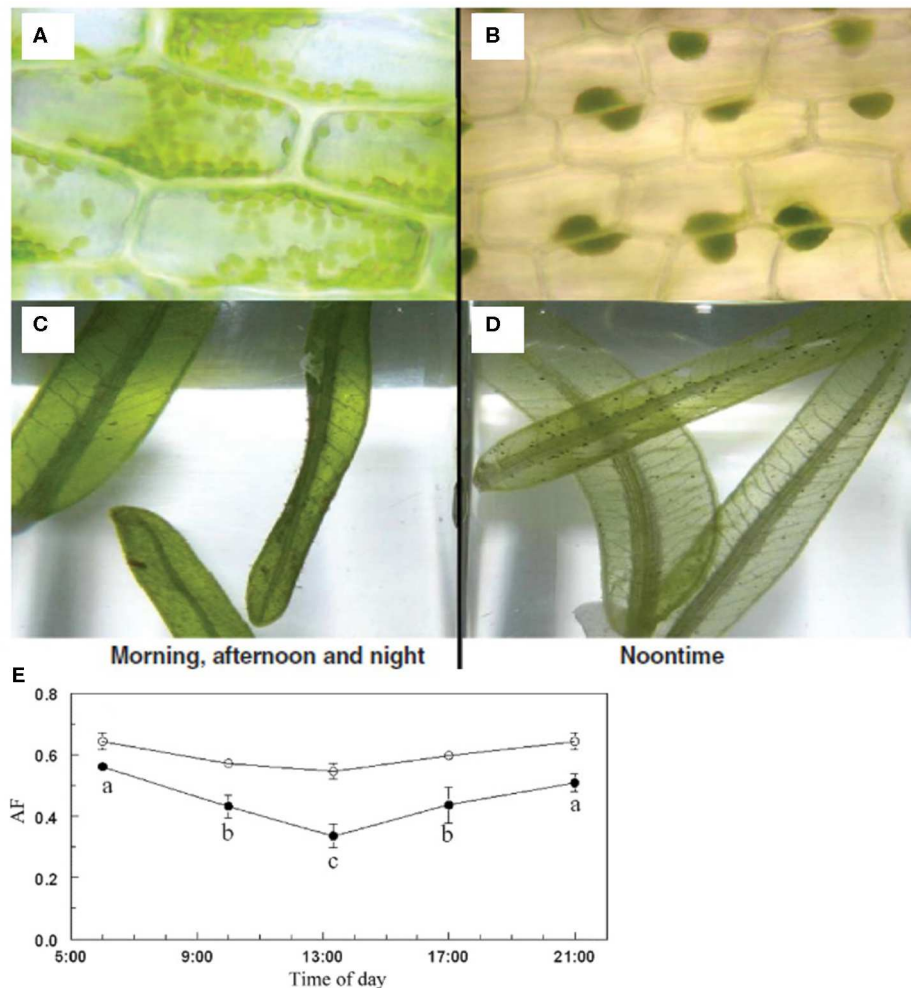 A
B
C
D
Morning, afternoon and night
Noontime
E
0.8
0.6
0.4
0.2
0.0
AF
a
b
c
b
a
5:00
9:00
13:00
17:00
21:00
Time of day